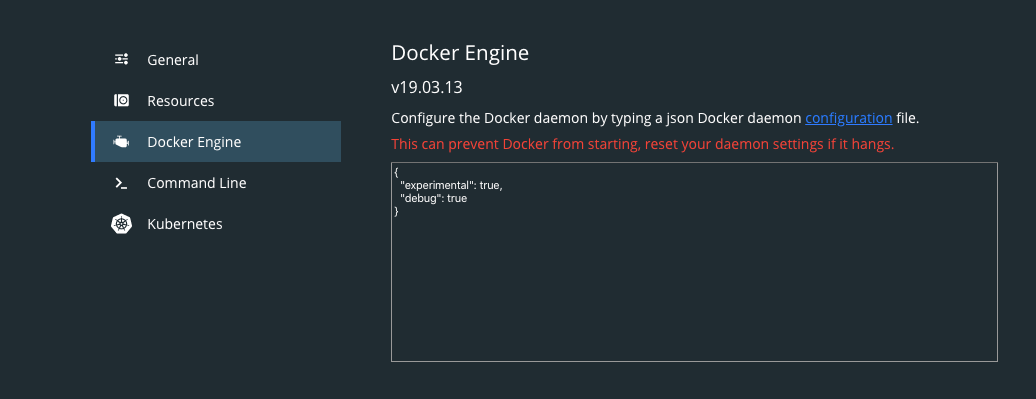 General
Resources
Docker Engine
Command Line
Kubernetes
Docker Engine
v19.03.13
Configure the Docker daemon by typing a json Docker daemon configuration file.
This can prevent Docker from starting, reset your daemon settings if it hangs.
{
  "experimental": true,
  "debug": true
}